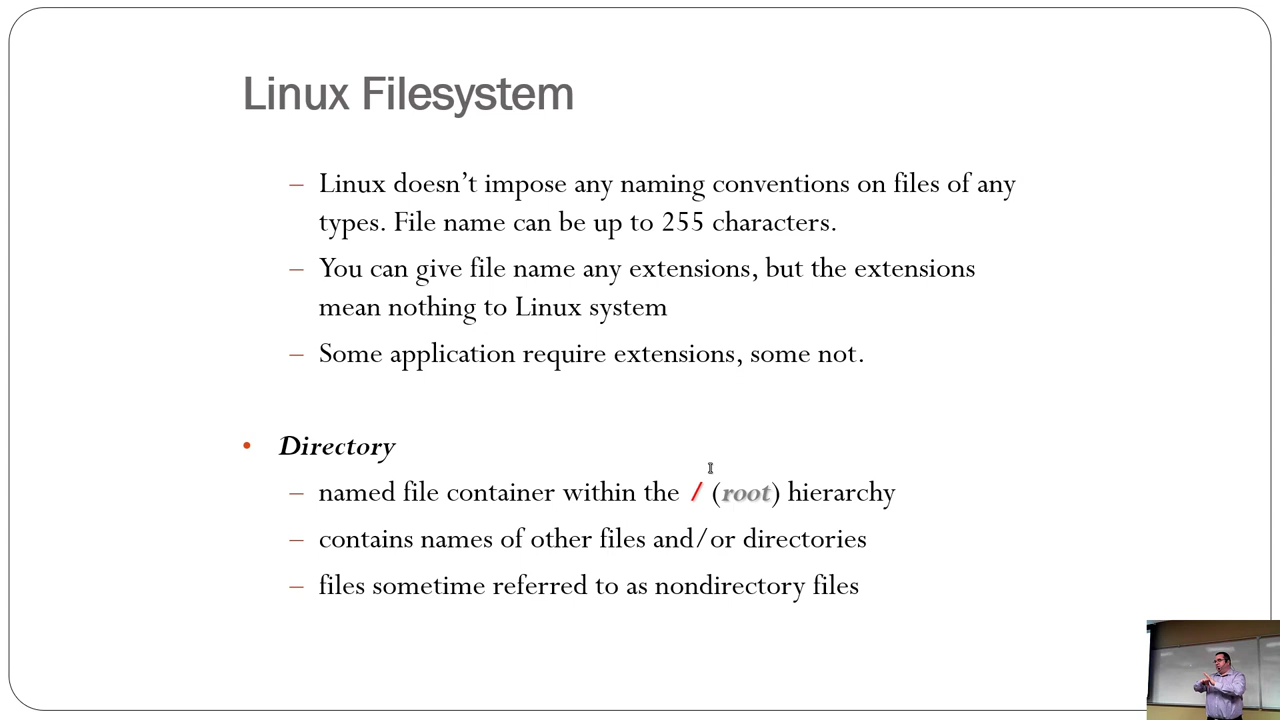 Linux Filesystem
– Linux doesn’t impose any naming conventions on files of any
types. File name can be up to 255 characters.
– You can give file name any extensions, but the extensions
mean nothing to Linux system
– Some application require extensions, some not.
• Directory
– named file container within the / (root) hierarchy
– contains names of other files and/or directories
– files sometime referred to as nondirectory files